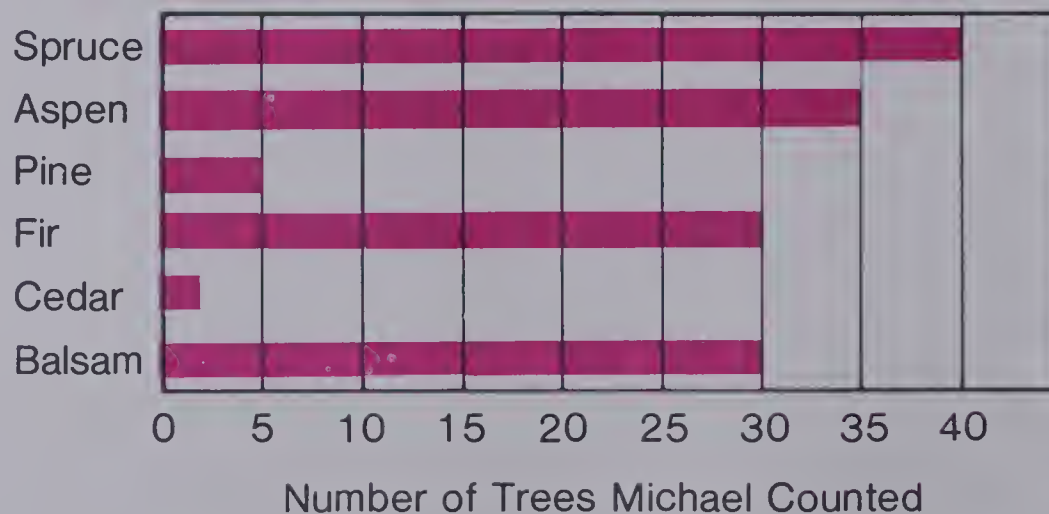 Spruce
Aspen
Pine
Fir
Cedar
Balsam
0 5 10 15 20 25 30 35 40
Number of Trees Michael Counted